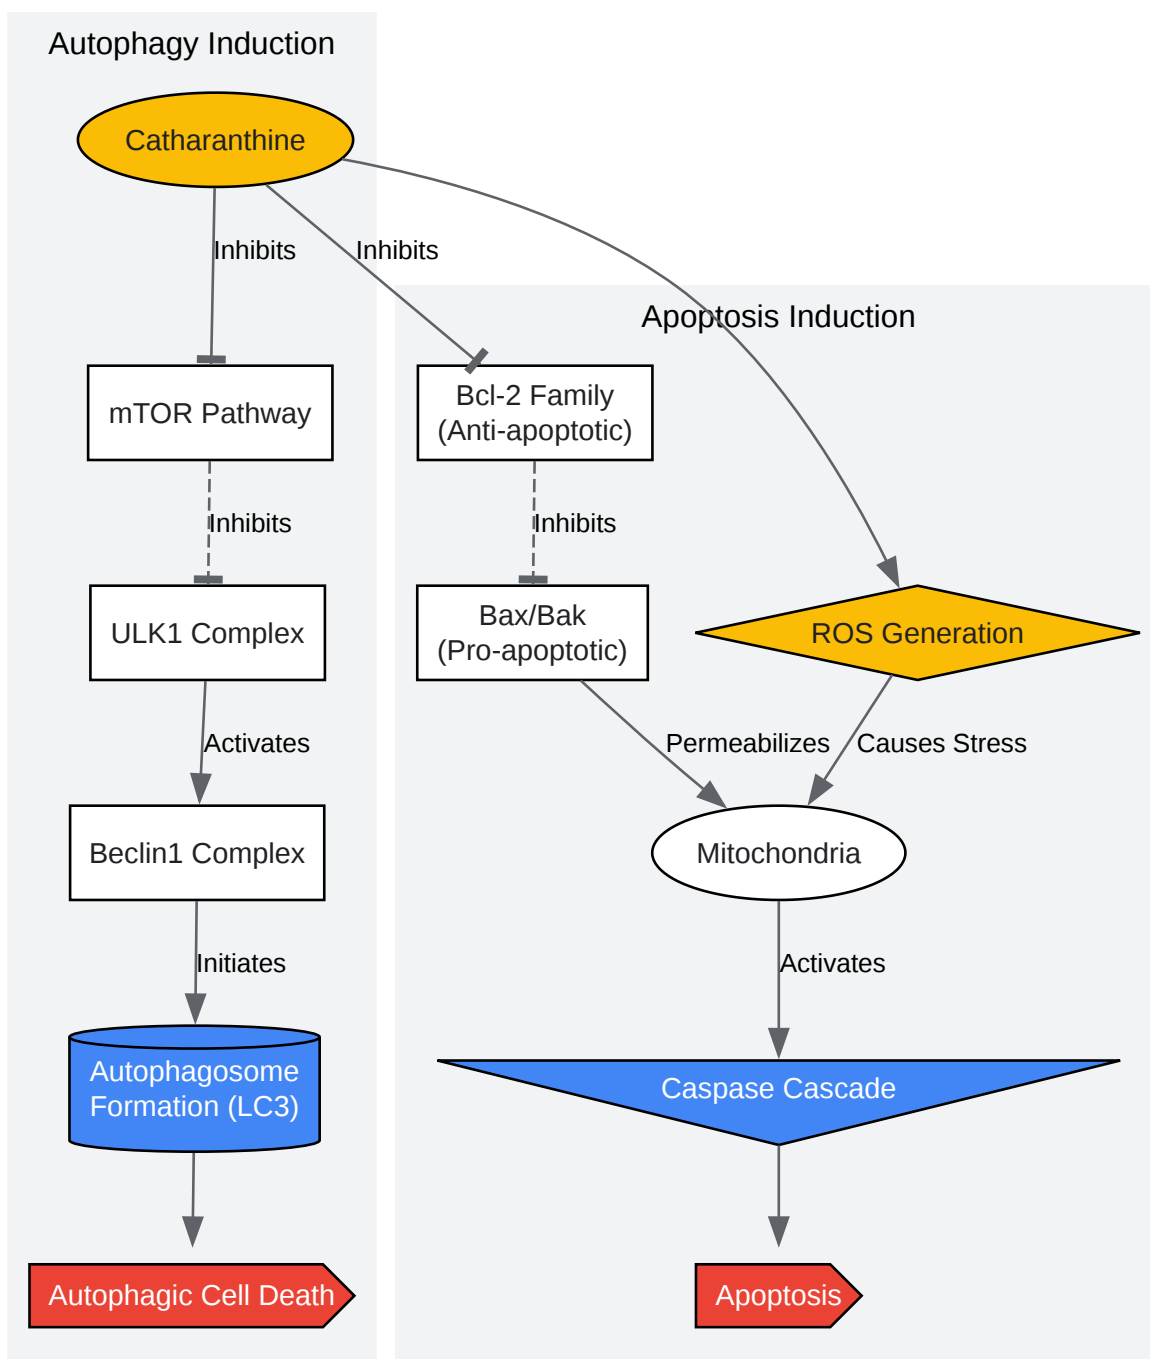 Autophagy Induction
Catharanthine
Inhibits
Inhibits
Apoptosis Induction
mTOR Pathway
Bcl-2 Family
(Anti-apoptotic)
Inhibits
Inhibits
ULK1 Complex
Bax/Bak
(Pro-apoptotic)
ROS Generation
Activates
Permeabilizes
Causes Stress
Beclin1 Complex
Mitochondria
Initiates
Activates
Autophagosome
Formation (LC3)
Caspase Cascade
Autophagic Cell Death
Apoptosis